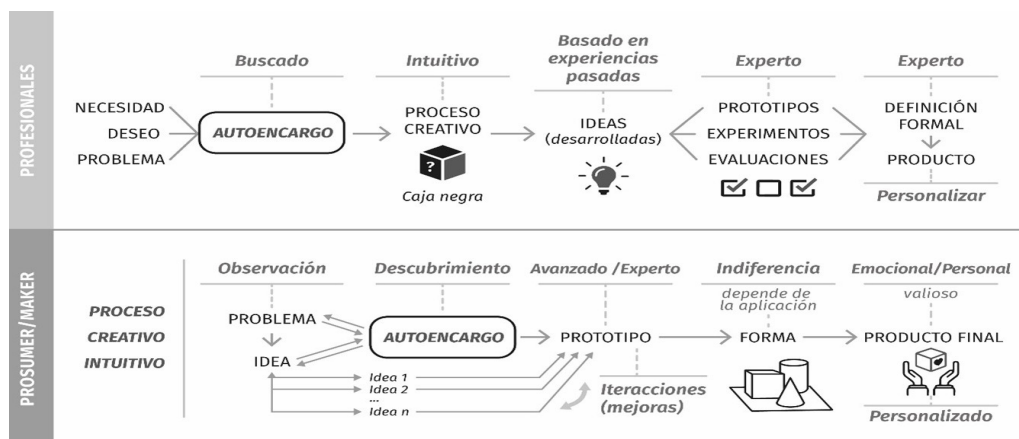 PROFESIONALES
Buscado
Intuitivo
Basado en
experiencias
pasadas
Experto
Experto
NECESIDAD
DESEO
PROBLEMA
AUTOENCARGO
PROCESO
CREATIVO
?
Caja negra
IDEAS
(desarrolladas)
PROTOTIPOS
EXPERIMENTOS
EVALUACIONES
DEFINICIÓN
FORMAL
PRODUCTO
Personalizar
PROSUMER/MAKER
PROCESO
CREATIVO
INTUITIVO
Observación
Descubrimiento
Avanzado /Experto
Indiferencia
depende de
la aplicación
Emocional/Personal
valioso
PROBLEMA
IDEA
AUTOENCARGO
PROTOTIPO
FORMA
PRODUCTO FINAL
Idea 1
Idea 2
...
Idea n
Iteracciones
(mejoras)
Personalizado